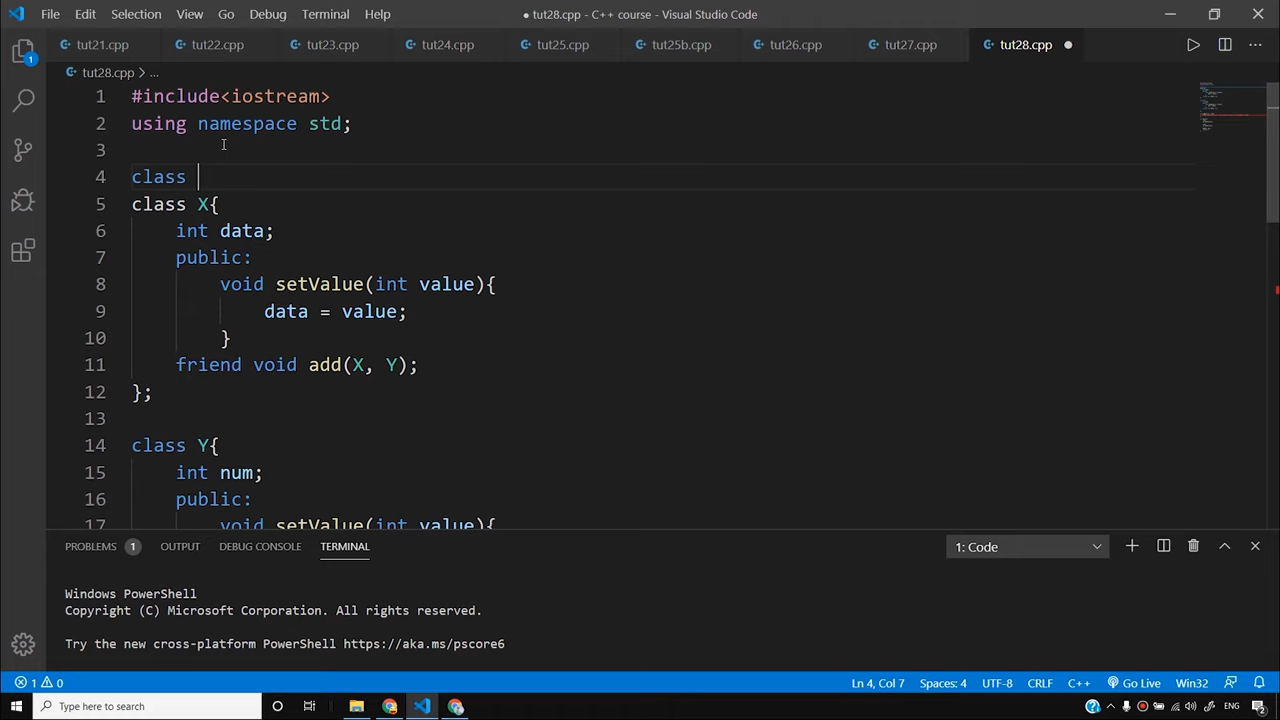 File Edit Selection View Go Debug Terminal Help
● tut28.cpp - C++ course - Visual Studio Code
tut21.cpp tut22.cpp tut23.cpp tut24.cpp tut25.cpp tut25b.cpp tut26.cpp tut27.cpp tut28.cpp ●
tut28.cpp > ...
1 #include<iostream>
2 using namespace std;
3
4 class
5 class X{
6 int data;
7 public:
8 void setValue(int value){
9 data = value;
10 }
11 friend void add(X, Y);
12 };
13
14 class Y{
15 int num;
16 public:
17 void setValue(int value){
PROBLEMS 1 OUTPUT DEBUG CONSOLE TERMINAL 1: Code
Windows PowerShell
Copyright (C) Microsoft Corporation. All rights reserved.
Try the new cross-platform PowerShell https://aka.ms/pscore6
1 0 Ln 4, Col 7 Spaces: 4 UTF-8 CRLF C++ Go Live Win32
Type here to search ENG 2
1